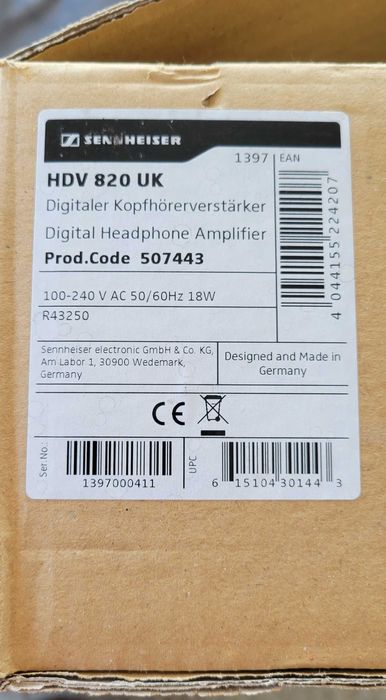 SENNHEISER
1397 EAN
HDV 820 UK
Digitaler Kopfhörerverstärker
Digital Headphone Amplifier
Prod.Code 507443
4 044155 224207
100-240 V AC 50/60Hz 18W
R43250
Sennheiser electronic GmbH & Co. KG,
Am Labor 1, 30900 Wedemark,
Germany
Designed and Made in
Germany
CE
Ser.No.:
1397000411
UPC
6 15104 30144 3